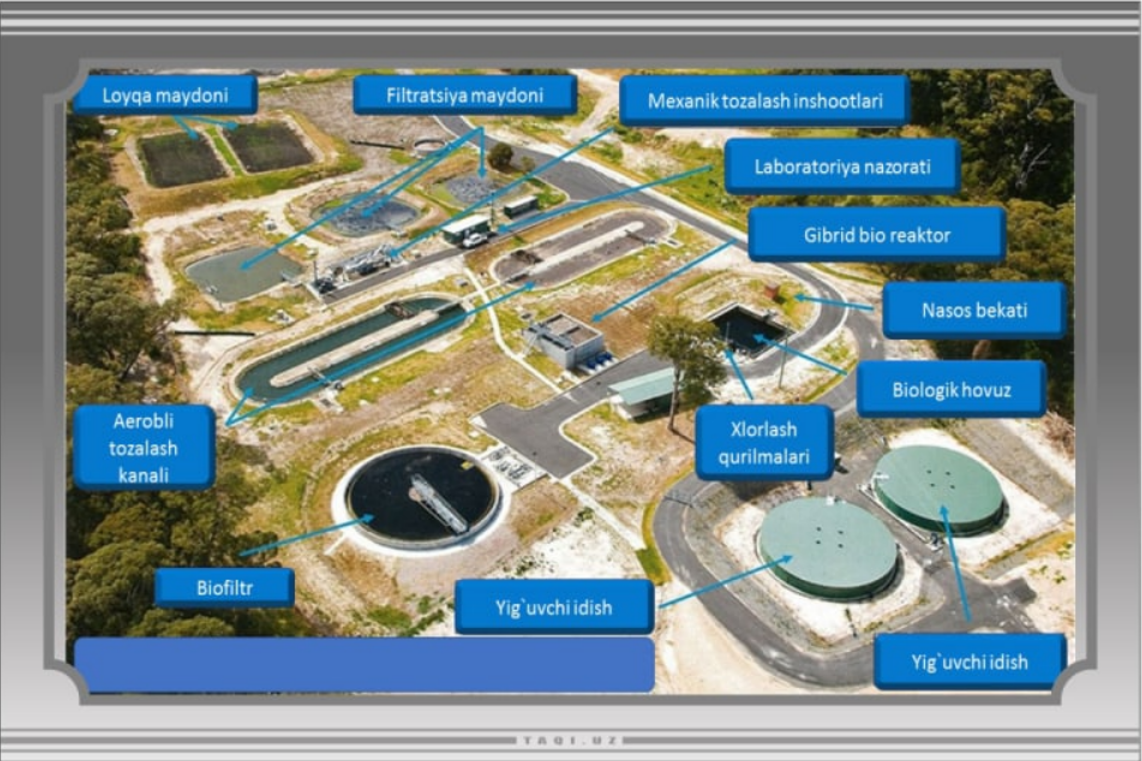 Loyqa maydoni
Filtratsiya maydoni
Mexanik tozalash inshootlari
Laboratoriya nazorati
Gibrid bio reaktor
Nasos bekati
Biologik hovuz
Aerobli
tozalash
kanali
Xlorlash
qurilmalari
Biofiltr
Yig`uvchi idish
Yig`uvchi idish
TAQI.UZ